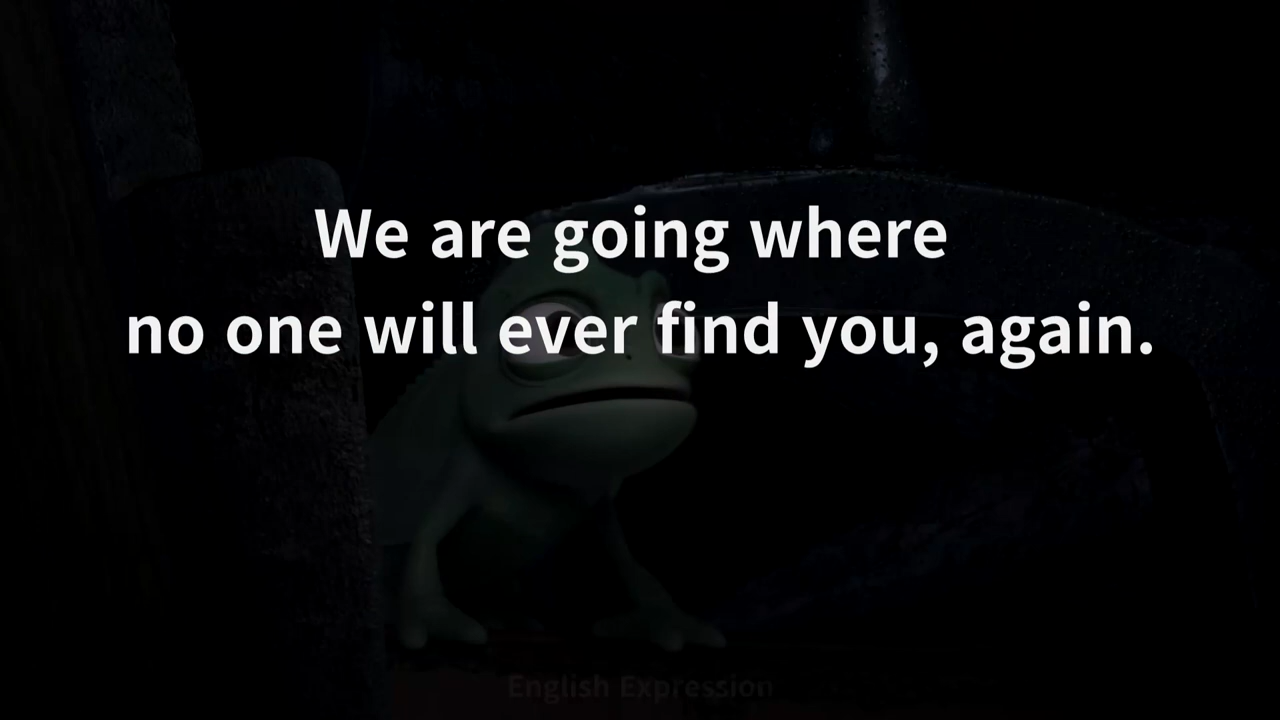 We are going where
no one will ever find you, again.
English Expression